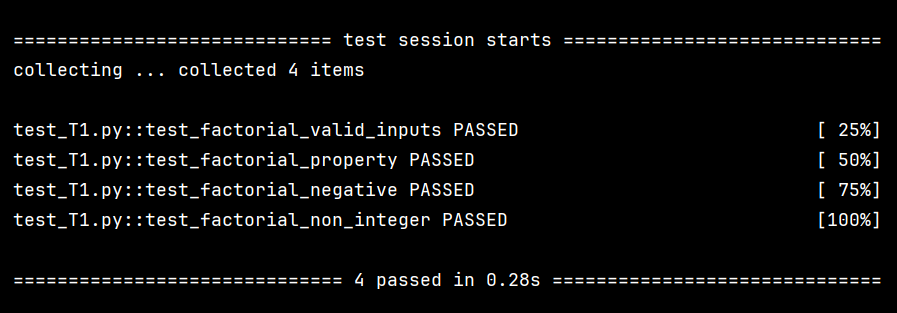 ============================= test session starts =============================
collecting ... collected 4 items
test_T1.py::test_factorial_valid_inputs PASSED [ 25%]
test_T1.py::test_factorial_property PASSED [ 50%]
test_T1.py::test_factorial_negative PASSED [ 75%]
test_T1.py::test_factorial_non_integer PASSED [100%]
============================== 4 passed in 0.28s ==============================